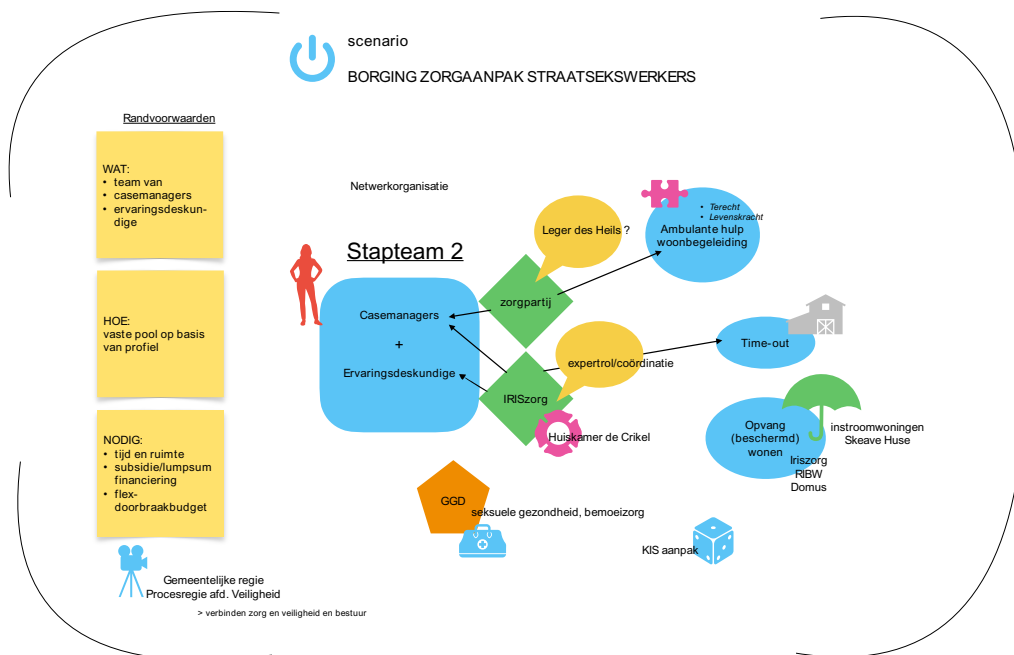 scenario
BORGING ZORGAANPAK STRAATSEKSWERKERS
Randvoorwaarden
WAT:
• team van
• casemanagers
• ervaringsdeskun-
dige
HOE:
vaste pool op basis
van profiel
NODIG:
• tijd en ruimte
• subsidie/lumpsum
financiering
• flex-
doorbraakbudget
Gemeentelijke regie
Procesregie afd. Veiligheid
> verbinden zorg en veiligheid en bestuur
Netwerkorganisatie
Stapteam 2
Casemanagers
+
Ervaringsdeskundige
Leger des Heils ?
zorgpartij
expertrol/coördinatie
IRISzorg
Huiskamer de Crikel
GGD
seksuele gezondheid, bemoeizorg
• Terecht
• Levenskracht
Ambulante hulp
woonbegeleiding
Time-out
Opvang
(beschermd)
wonen
instroomwoningen
Skeave Huse
Iriszorg
RIBW
Domus
KIS aanpak